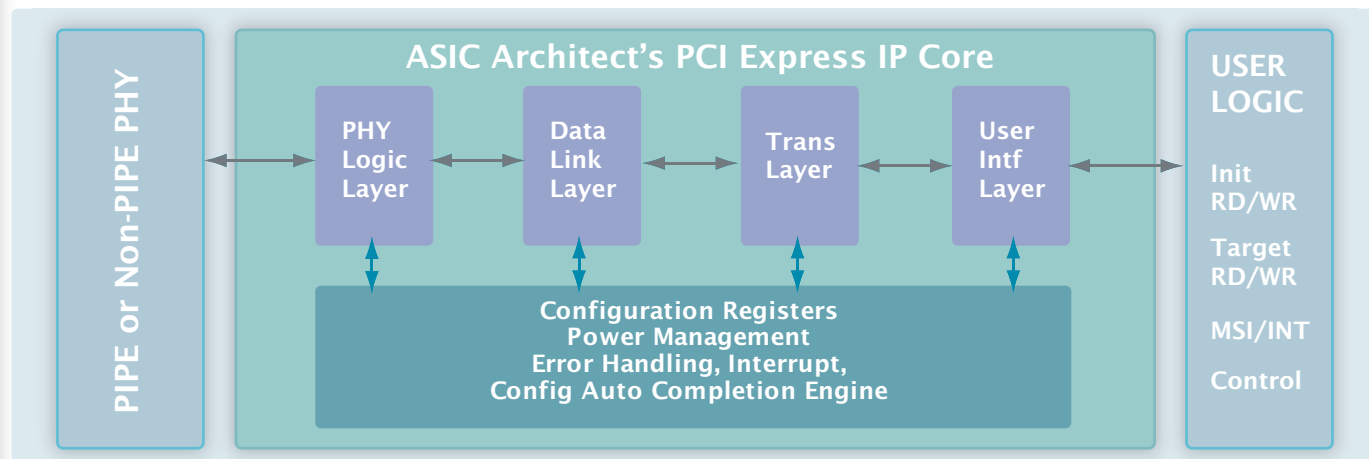 PIPE or Non-PIPE PHY
ASIC Architect's PCI Express IP Core
PHY
Logic
Layer
Data
Link
Layer
Trans
Layer
User
Intf
Layer
Configuration Registers
Power Management
Error Handling, Interrupt,
Config Auto Completion Engine
USER
LOGIC
Init
RD/WR
Target
RD/WR
MSI/INT
Control